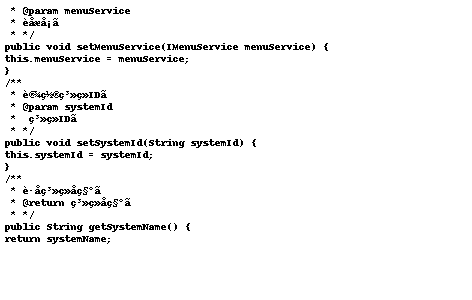 * @param menuService
* èåæå¡ã
* */
public void setMenuService(IMenuService menuService) {
this.menuService = menuService;
}
/**
* è®¾ç½®ç³»ç»IDã
* @param systemId
*  ç³»ç»IDã
* */
public void setSystemId(String systemId) {
this.systemId = systemId;
}
/**
* è·åç³»ç»åç§°ã
* @return ç³»ç»åç§°ã
* */
public String getSystemName() {
return systemName;